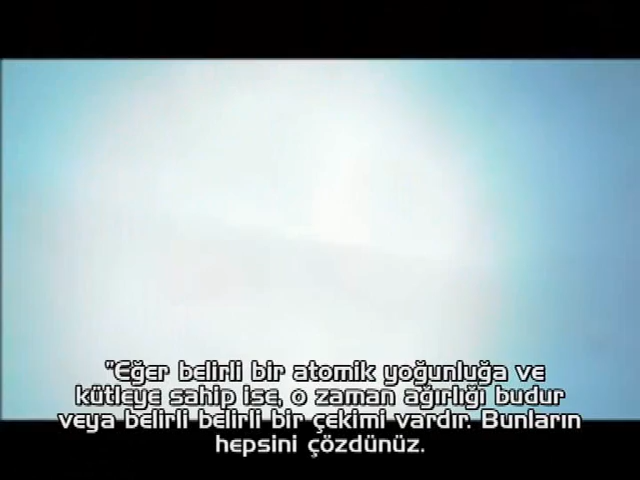 "Eğer belirli bir atomik yoğunluğa ve
kütleye sahip ise, o zaman ağırlığı budur
veya belirli belirli bir çekimi vardır. Bunların
hepsini çözdünüz.